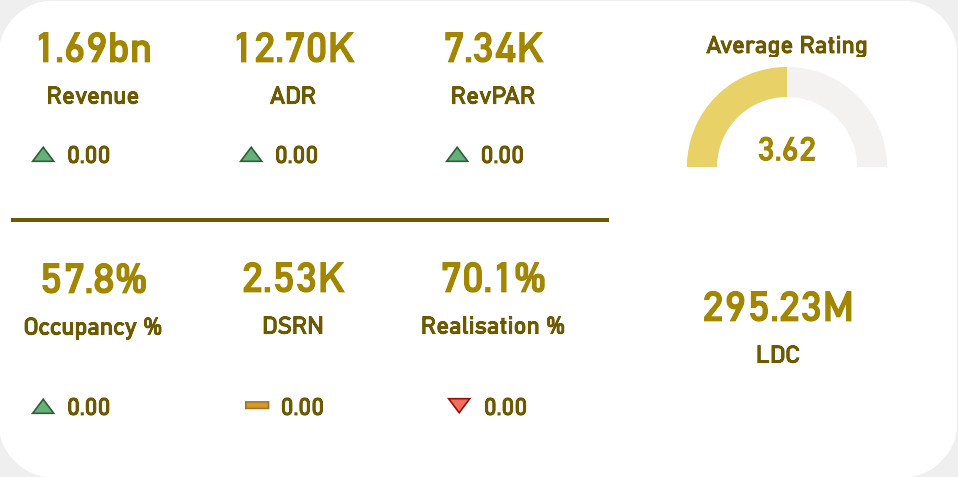 1.69bn
Revenue
0.00
12.70K
ADR
0.00
7.34K
RevPAR
0.00
Average Rating
3.62
57.8%
Occupancy %
0.00
2.53K
DSRN
0.00
70.1%
Realisation %
0.00
295.23M
LDC